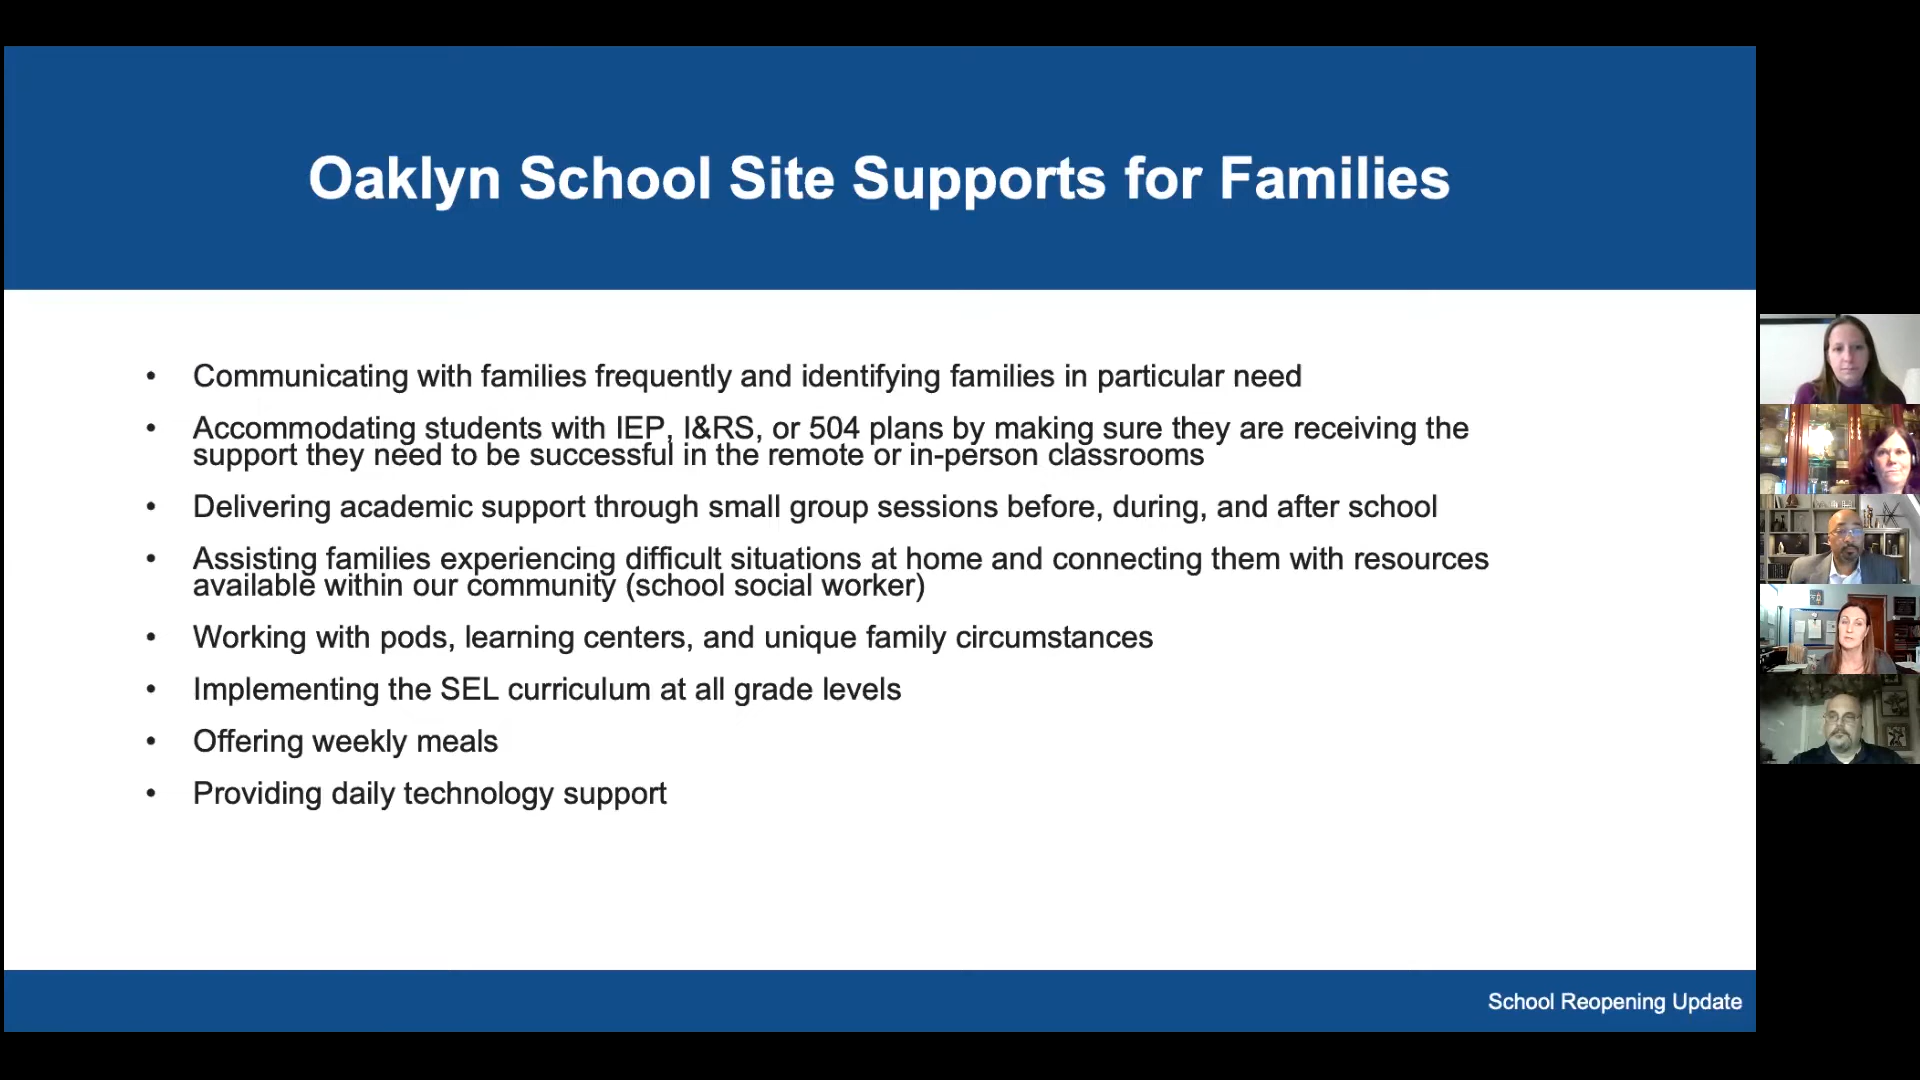 Oaklyn School Site Supports for Families
• Communicating with families frequently and identifying families in particular need
• Accommodating students with IEP, I&RS, or 504 plans by making sure they are receiving the
support they need to be successful in the remote or in-person classrooms
• Delivering academic support through small group sessions before, during, and after school
• Assisting families experiencing difficult situations at home and connecting them with resources
available within our community (school social worker)
• Working with pods, learning centers, and unique family circumstances
• Implementing the SEL curriculum at all grade levels
• Offering weekly meals
• Providing daily technology support
School Reopening Update